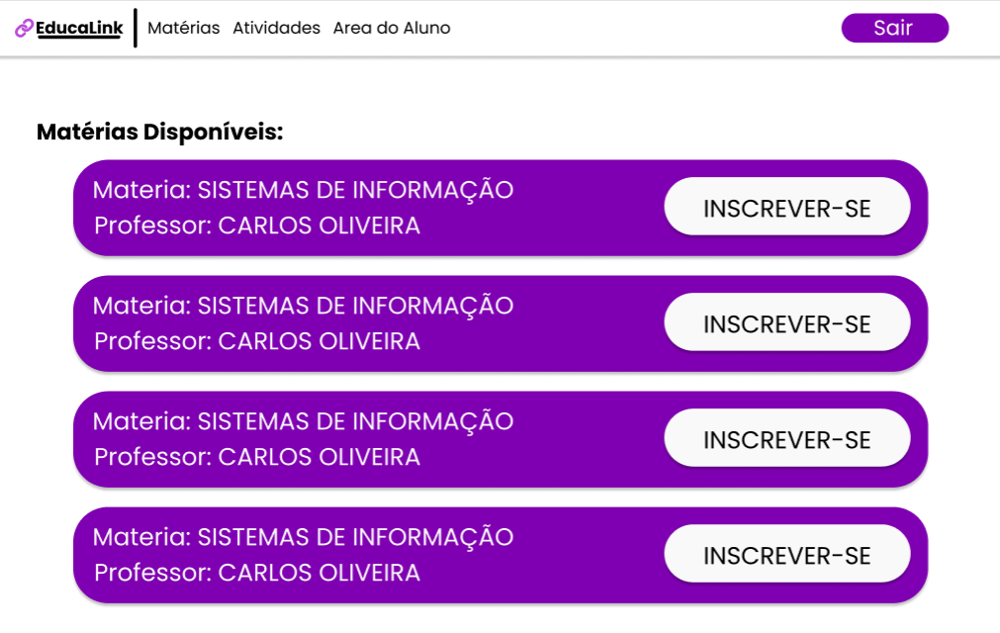 EducaLink
Matérias Atividades Area do Aluno
Sair
Matérias Disponíveis:
Materia: SISTEMAS DE INFORMAÇÃO
Professor: CARLOS OLIVEIRA
INSCREVER-SE
Materia: SISTEMAS DE INFORMAÇÃO
Professor: CARLOS OLIVEIRA
INSCREVER-SE
Materia: SISTEMAS DE INFORMAÇÃO
Professor: CARLOS OLIVEIRA
INSCREVER-SE
Materia: SISTEMAS DE INFORMAÇÃO
Professor: CARLOS OLIVEIRA
INSCREVER-SE